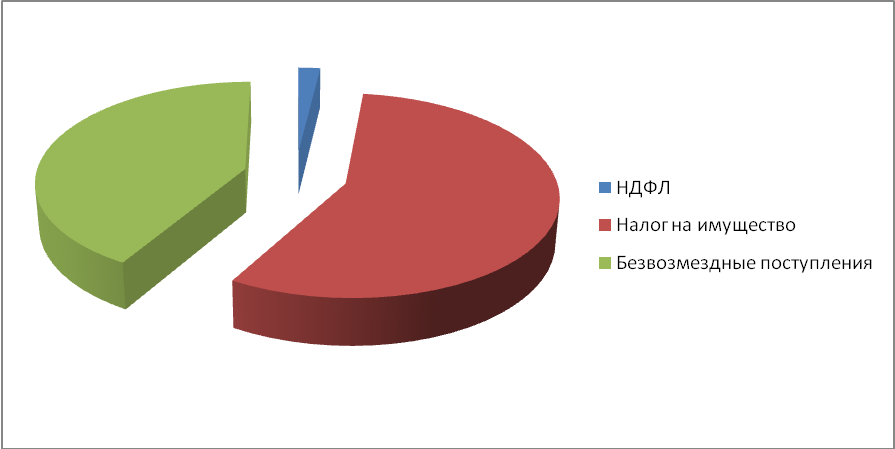 НДФЛ
Налог на имущество
Безвозмездные поступления